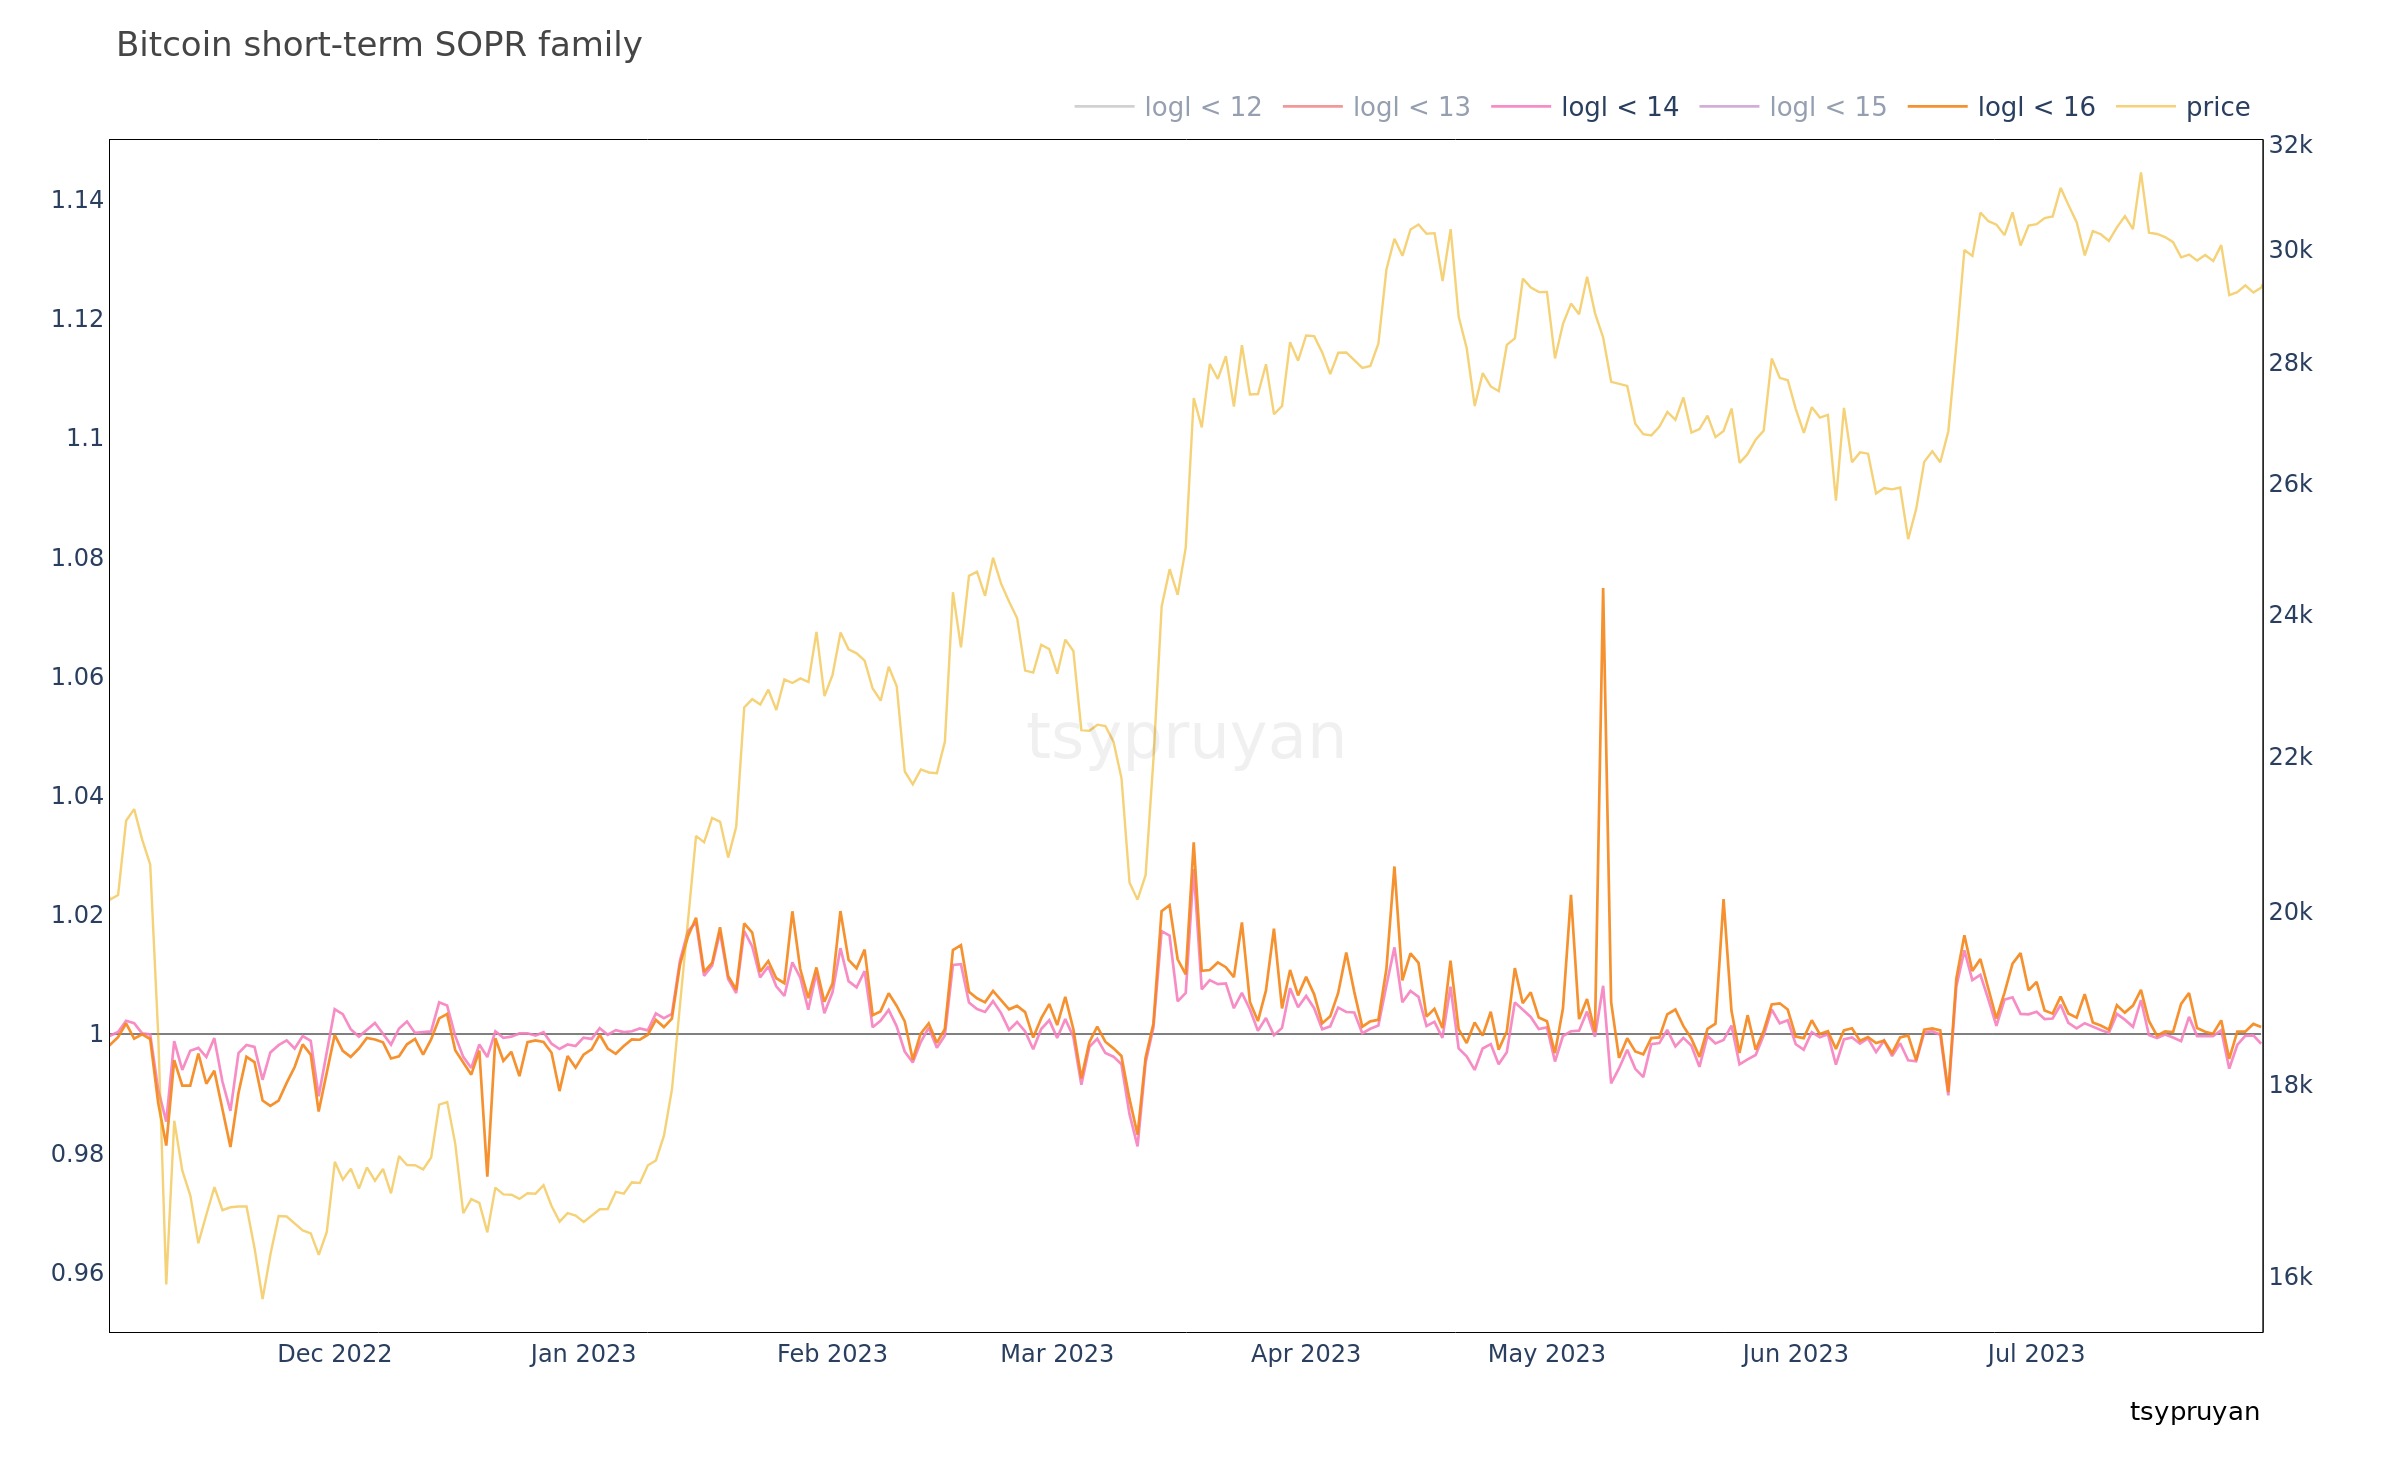 Bitcoin short-term SOPR family
logl < 12 logl < 13 logl < 14 logl < 15 logl < 16 price
1.14
1.12
1.1
1.08
1.06
1.04
1.02
1
0.98
0.96
32k
30k
28k
26k
24k
22k
20k
18k
16k
tsypruyan
Dec 2022 Jan 2023 Feb 2023 Mar 2023 Apr 2023 May 2023 Jun 2023 Jul 2023
tsypruyan